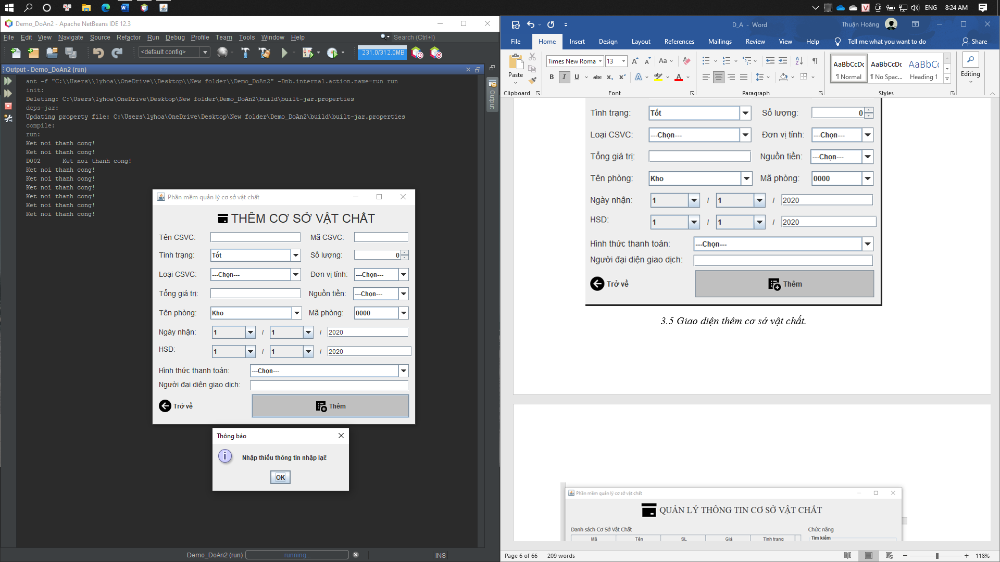 ENG
8:24 AM
Demo_DoAn2 - Apache NetBeans IDE 12.3
File Edit View Navigate Source Refactor Run Debug Profile Team Tools Window Help
Search (Ctrl+I)
<default config>
231.0/312.0MB
Output - Demo_DoAn2 (run)
Output
ant -f "C:\\Users\\lyhoa\\OneDrive\\Desktop\\New folder\\Demo_DoAn2" -Dnb.internal.action.name=run run
init:
Deleting: C:\Users\lyhoa\OneDrive\Desktop\New folder\Demo_DoAn2\build\built-jar.properties
deps-jar:
Updating property file: C:\Users\lyhoa\OneDrive\Desktop\New folder\Demo_DoAn2\build\built-jar.properties
compile:
run:
Ket noi thanh cong!
Ket noi thanh cong!
D002 Ket noi thanh cong!
Ket noi thanh cong!
Ket noi thanh cong!
Ket noi thanh cong!
Ket noi thanh cong!
Ket noi thanh cong!
Ket noi thanh cong!
Phần mềm quản lý cơ sở vật chất
THÊM CƠ SỞ VẬT CHẤT
Tên CSVC: Mã CSVC:
Tình trạng: Tốt Số lượng: 0
Loại CSVC: ---Chọn--- Đơn vị tính: ---Chọn---
Tổng giá trị: Nguồn tiền: ---Chọn---
Tên phòng: Kho Mã phòng: 0000
Ngày nhận: 1 / 1 / 2020
HSD: 1 / 1 / 2020
Hình thức thanh toán: ---Chọn---
Người đại diện giao dịch:
Trở về Thêm
Thông báo
Nhập thiếu thông tin nhập lại!
OK
Demo_DoAn2 (run) running... INS
D_A - Word
Thuận Hoàng
File Home Insert Design Layout References Mailings Review View Help Tell me what you want to do Share
Paste
Times New Roma 13
Aa
B I U abc x₂ x² A A
AaBbCcDc AaBbCcDc AaBbCc
¶ Normal ¶ No Spac... Heading 1
Editing
Clipboard Font Paragraph Styles
Tình trạng: Tốt Số lượng: 0
Loại CSVC: ---Chọn--- Đơn vị tính: ---Chọn---
Tổng giá trị: Nguồn tiền: ---Chọn---
Tên phòng: Kho Mã phòng: 0000
Ngày nhận: 1 / 1 / 2020
HSD: 1 / 1 / 2020
Hình thức thanh toán: ---Chọn---
Người đại diện giao dịch:
Trở về Thêm
3.5 Giao diện thêm cơ sở vật chất.
Phần mềm quản lý cơ sở vật chất
QUẢN LÝ THÔNG TIN CƠ SỞ VẬT CHẤT
Danh sách Cơ Sở Vật Chất Chức năng
Mã Tên SL Giá Tình trạng Tìm kiếm
Page 6 of 66 209 words
118%